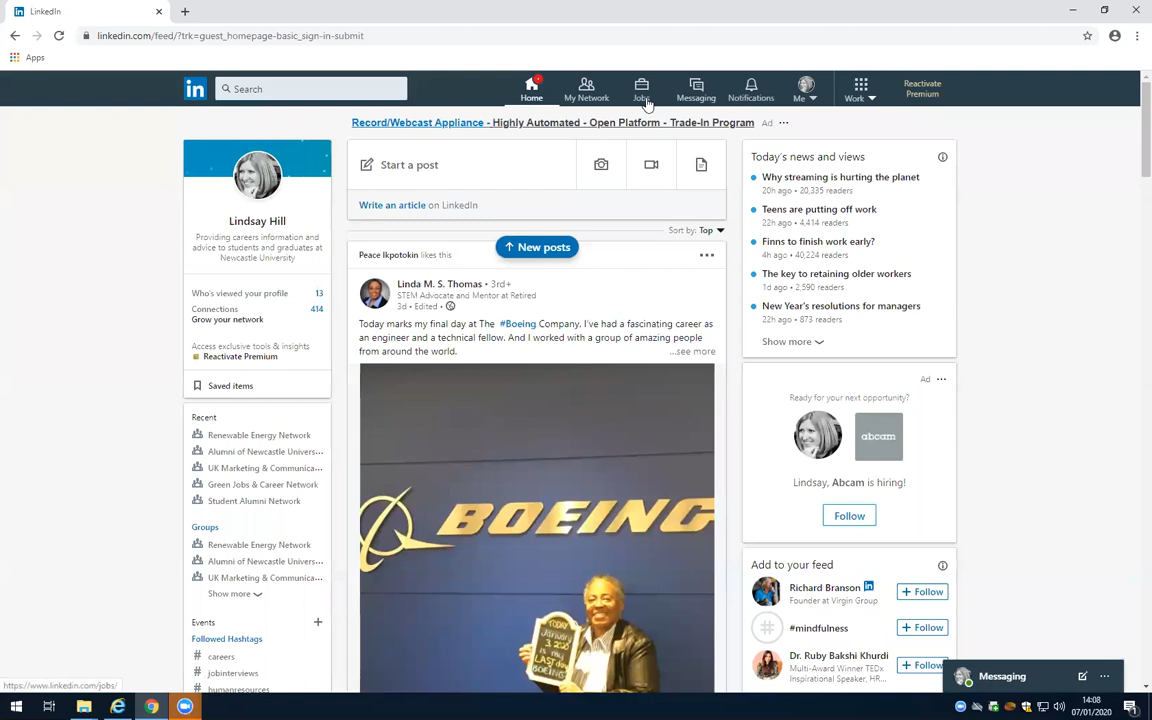 LinkedIn
linkedin.com/feed/?trk=guest_homepage-basic_sign-in-submit
Apps
in
Search
Home
My Network
Jobs
Messaging
Notifications
Me
Work
Reactivate
Premium
Record/Webcast Appliance - Highly Automated - Open Platform - Trade-In Program Ad
Lindsay Hill
Providing careers information and
advice to students and graduates at
Newcastle University
Who's viewed your profile 13
Connections 414
Grow your network
Access exclusive tools & insights
Reactivate Premium
Saved items
Recent
Renewable Energy Network
Alumni of Newcastle Univers...
UK Marketing & Communica...
Green Jobs & Career Network
Student Alumni Network
Groups
Renewable Energy Network
Alumni of Newcastle Univers...
UK Marketing & Communica...
Show more
Events +
Followed Hashtags
# careers
# jobinterviews
# humanresources
Start a post
Write an article on LinkedIn
Sort by: Top
New posts
Peace Ikpotokin likes this
Linda M. S. Thomas • 3rd+
STEM Advocate and Mentor at Retired
3d • Edited •
Today marks my final day at The #Boeing Company. I've had a fascinating career as
an engineer and a technical fellow. And I worked with a group of amazing people
from around the world.
...see more
BOEING
TODAY
January
3, 2020
is my
LAST day
BOEING
Today's news and views
Why streaming is hurting the planet
20h ago • 20,335 readers
Teens are putting off work
22h ago • 4,414 readers
Finns to finish work early?
4h ago • 40,224 readers
The key to retaining older workers
1d ago • 2,590 readers
New Year's resolutions for managers
22h ago • 873 readers
Show more
Ad
Ready for your next opportunity?
abcam
Lindsay, Abcam is hiring!
Follow
Add to your feed
Richard Branson in
Founder at Virgin Group
+ Follow
#mindfulness
+ Follow
Dr. Ruby Bakshi Khurdi
Multi-Award Winner TEDx
Inspirational Speaker, HR...
+ Follow
Messaging
https://www.linkedin.com/jobs/
14:08
07/01/2020